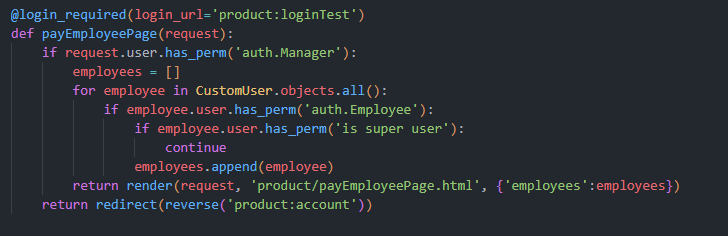 @login_required(login_url='product:loginTest')
def payEmployeePage(request):
    if request.user.has_perm('auth.Manager'):
        employees = []
        for employee in CustomUser.objects.all():
            if employee.user.has_perm('auth.Employee'):
                if employee.user.has_perm('is super user'):
                    continue
                employees.append(employee)
        return render(request, 'product/payEmployeePage.html', {'employees':employees})
    return redirect(reverse('product:account'))